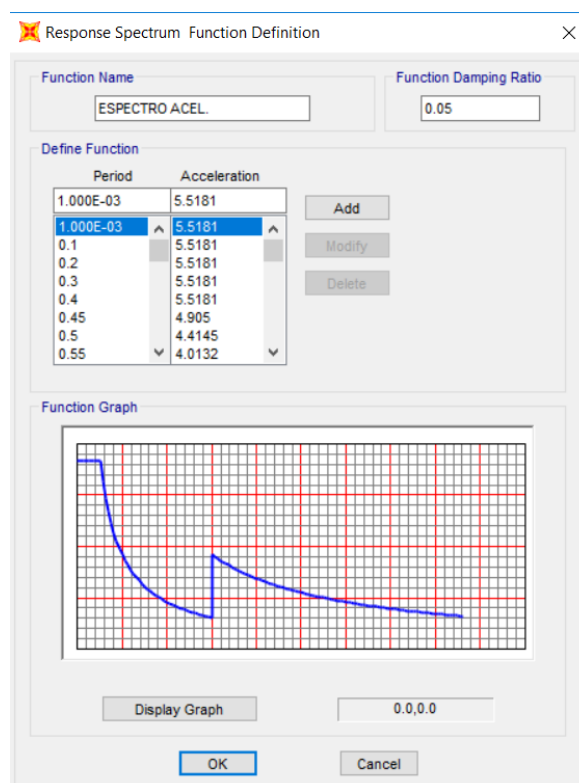 Response Spectrum Function Definition
Function Name
Function Damping Ratio
ESPECTRO ACEL.
0.05
Define Function
Period Acceleration
1.000E-03 5.5181
Add
1.000E-03 5.5181
0.1 5.5181
Modify
0.2 5.5181
0.3 5.5181
Delete
0.4 5.5181
0.45 4.905
0.5 4.4145
0.55 4.0132
Function Graph
Display Graph
0.0,0.0
OK
Cancel